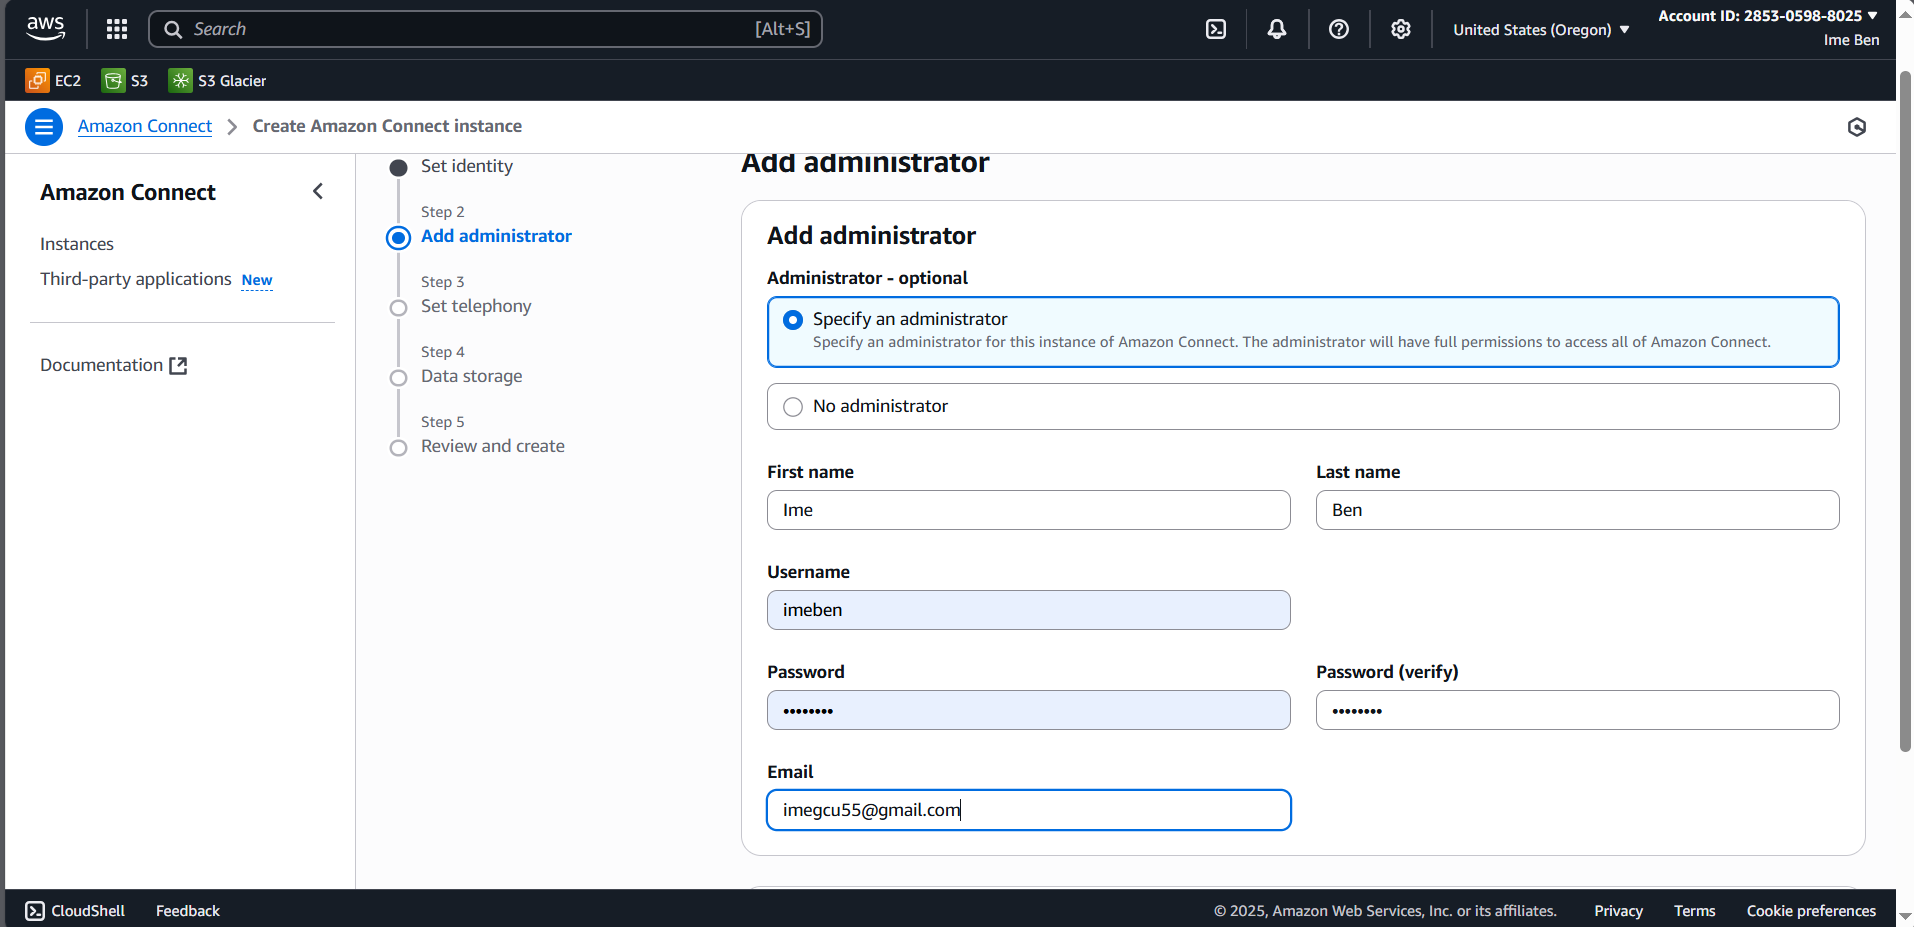 aws
Search [Alt+S]
United States (Oregon)
Account ID: 2853-0598-8025
Ime Ben
EC2 S3 S3 Glacier
Amazon Connect Create Amazon Connect instance
Amazon Connect
Instances
Third-party applications New
Documentation
Set identity
Step 2
Add administrator
Step 3
Set telephony
Step 4
Data storage
Step 5
Review and create
Add administrator
Add administrator
Administrator - optional
Specify an administrator
Specify an administrator for this instance of Amazon Connect. The administrator will have full permissions to access all of Amazon Connect.
No administrator
First name Last name
Ime Ben
Username
imeben
Password Password (verify)
•••••••• ••••••••
Email
imegcu55@gmail.com
CloudShell Feedback © 2025, Amazon Web Services, Inc. or its affiliates. Privacy Terms Cookie preferences